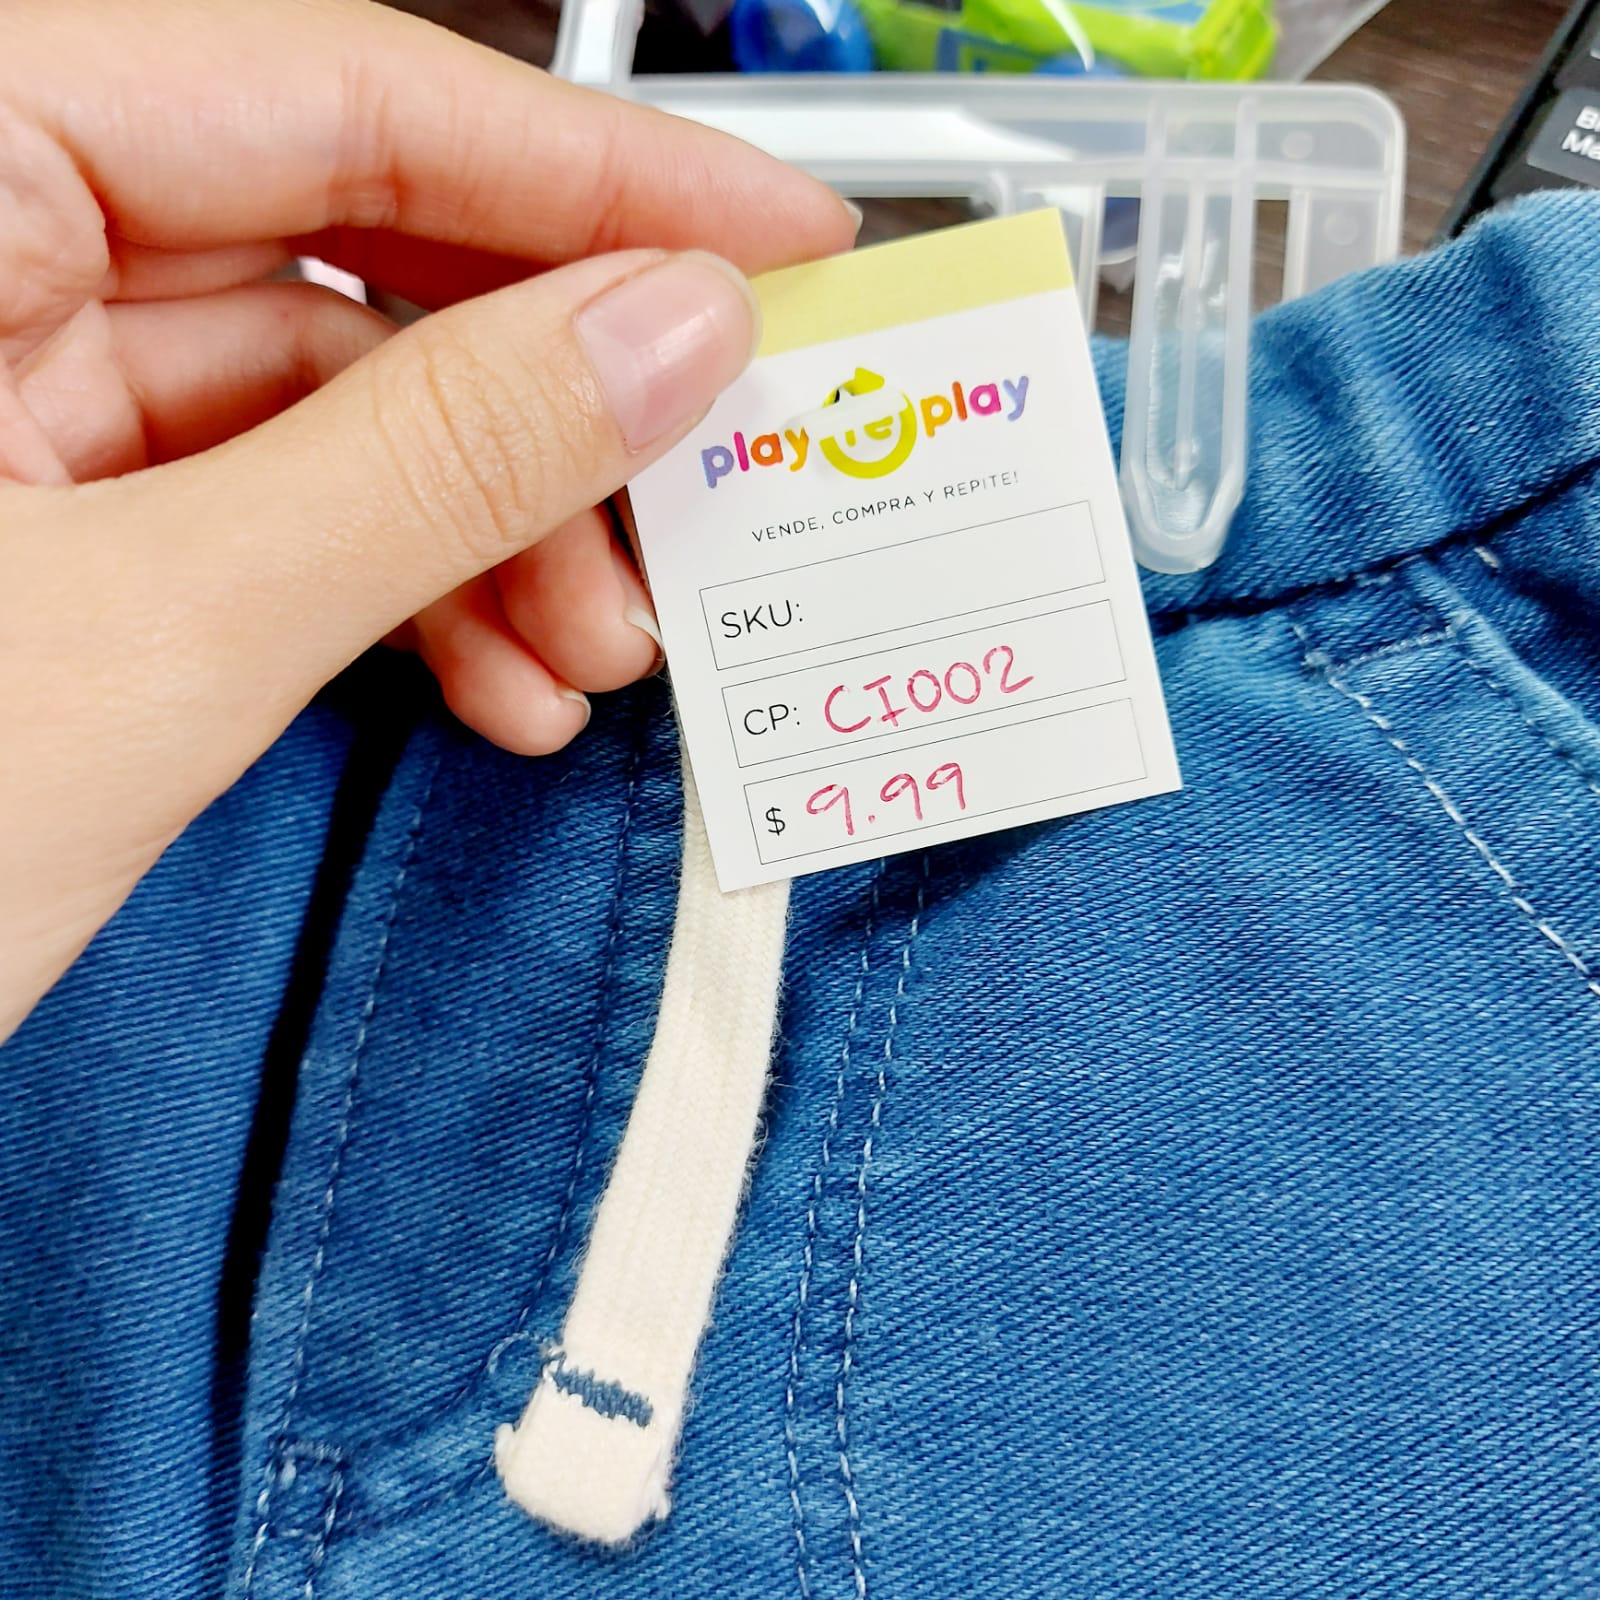 play re play
VENDE, COMPRA Y REPITE!
SKU:
CP: CI002
$ 9.99